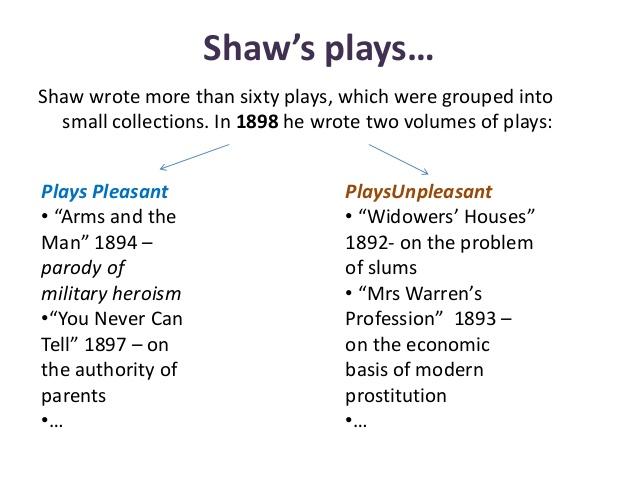 Shaw’s plays…
Shaw wrote more than sixty plays, which were grouped into
small collections. In 1898 he wrote two volumes of plays:
Plays Pleasant
• “Arms and the
Man” 1894 –
parody of
military heroism
•“You Never Can
Tell” 1897 – on
the authority of
parents
•…
PlaysUnpleasant
• “Widowers’ Houses”
1892- on the problem
of slums
• “Mrs Warren’s
Profession”  1893 –
on the economic
basis of modern
prostitution
•…